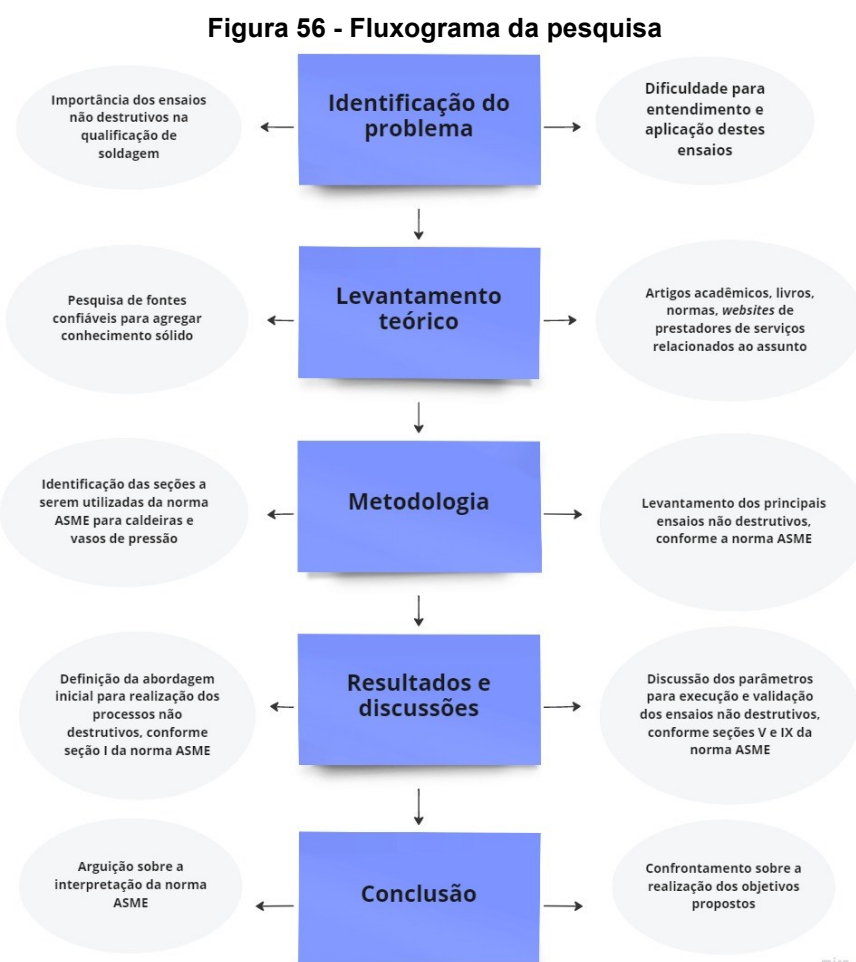 Figura 56 - Fluxograma da pesquisa
Importância dos ensaios
não destrutivos na
qualificação de
soldagem
Identificação do
problema
Dificuldade para
entendimento e
aplicação destes
ensaios
Pesquisa de fontes
confiáveis para agregar
conhecimento sólido
Levantamento
teórico
Artigos acadêmicos, livros,
normas, websites de
prestadores de serviços
relacionados ao assunto
Identificação das seções a
serem utilizadas da norma
ASME para caldeiras e
vasos de pressão
Metodologia
Levantamento dos principais
ensaios não destrutivos,
conforme a norma ASME
Definição da abordagem
inicial para realização dos
processos não
destrutivos, conforme
seção I da norma ASME
Resultados e
discussões
Discussão dos parâmetros
para execução e validação
dos ensaios não destrutivos,
conforme seções V e IX da
norma ASME
Arguição sobre a
interpretação da norma
ASME
Conclusão
Confrontamento sobre a
realização dos objetivos
propostos